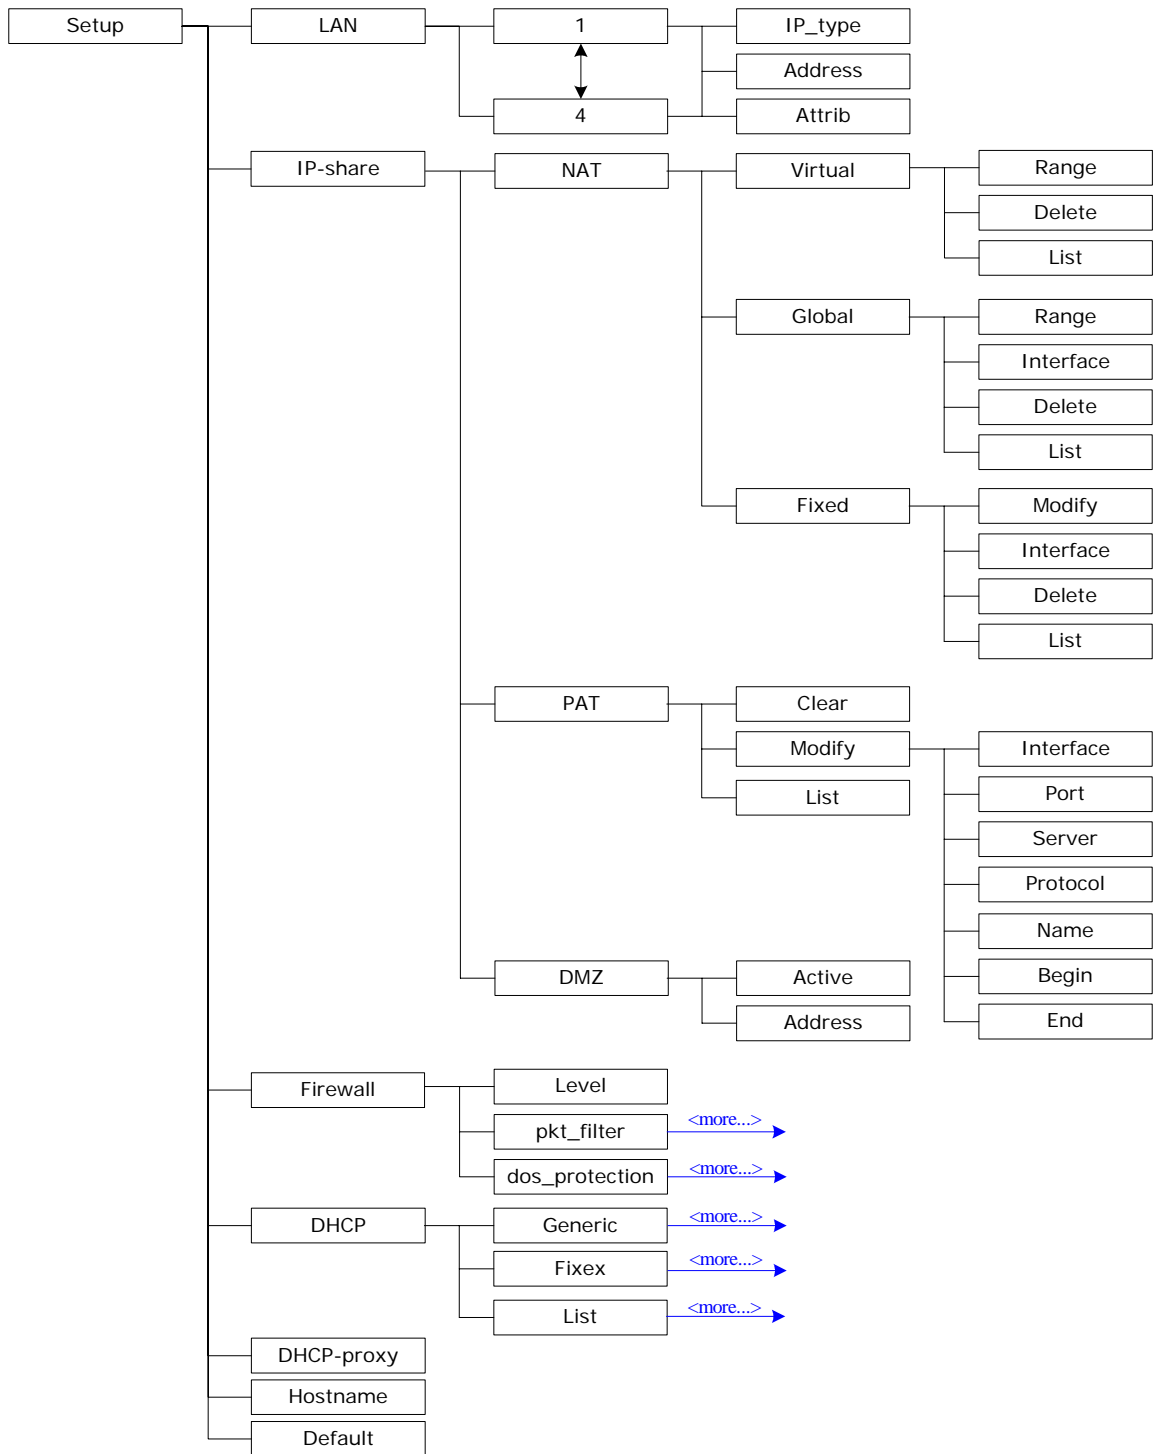 Setup
LAN
1
IP_type
Address
4
Attrib
IP-share
NAT
Virtual
Range
Delete
List
Global
Range
Interface
Delete
List
Fixed
Modify
Interface
Delete
List
PAT
Clear
Modify
Interface
List
Port
Server
Protocol
Name
DMZ
Active
Begin
Address
End
Firewall
Level
pkt_filter
<more...>
dos_protection
<more...>
DHCP
Generic
<more...>
Fixex
<more...>
List
<more...>
DHCP-proxy
Hostname
Default